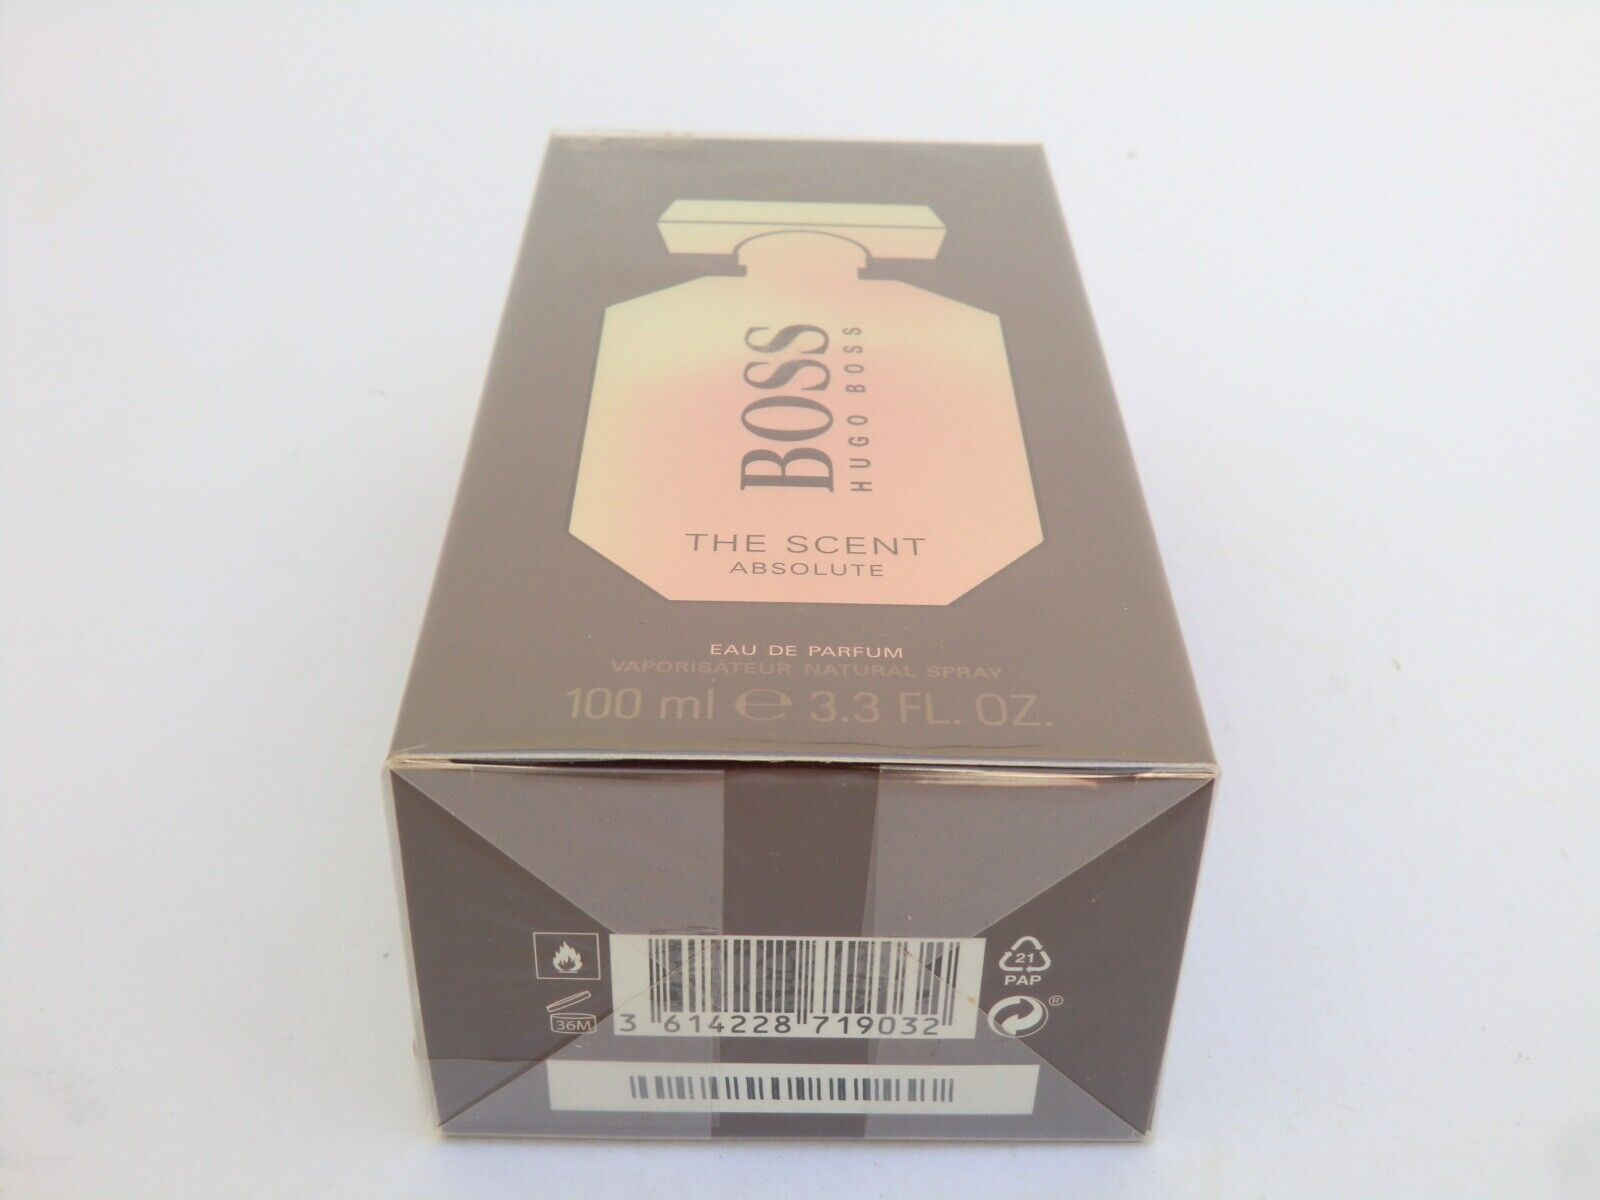 BOSS
HUGO BOSS
THE SCENT
ABSOLUTE
EAU DE PARFUM
VAPORISATEUR NATURAL SPRAY
100 ml ℮ 3.3 FL. OZ.
21
PAP
36M
3 614228 719032
®